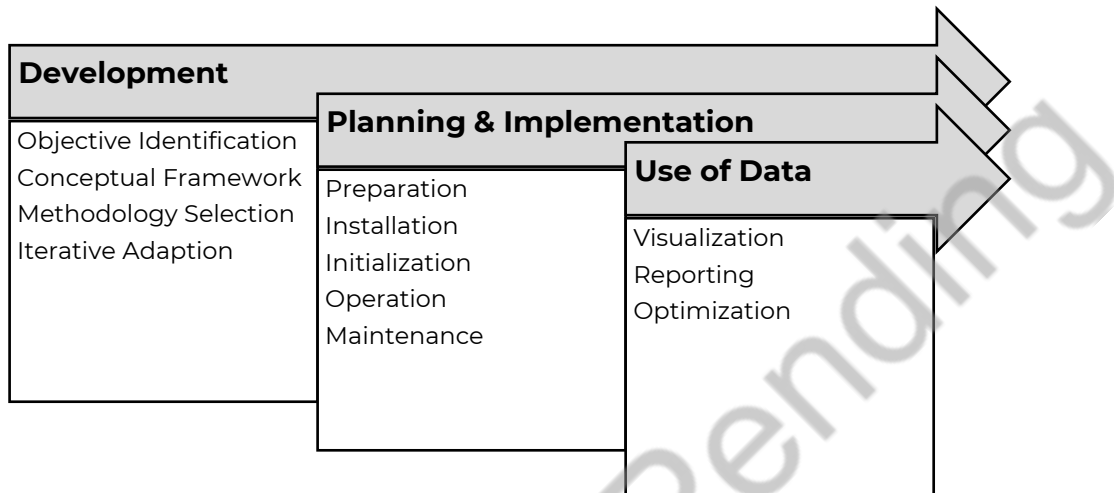 Development
Objective Identification
Conceptual Framework
Methodology Selection
Iterative Adaption
Planning & Implementation
Preparation
Installation
Initialization
Operation
Maintenance
Use of Data
Visualization
Reporting
Optimization
Pending